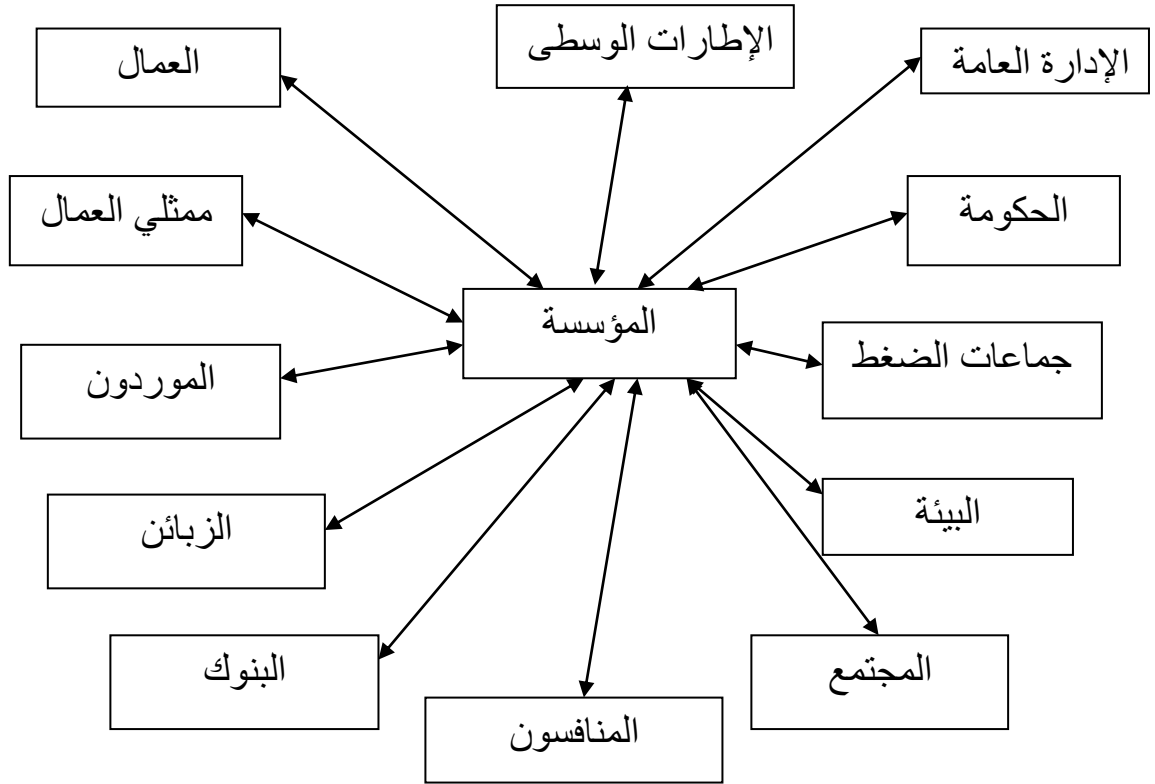 الإطارات الوسطى
الإدارة العامة
العمال
الحكومة
ممثلي العمال
المؤسسة
جماعات الضغط
الموردون
البيئة
الزبائن
المجتمع
البنوك
المنافسون